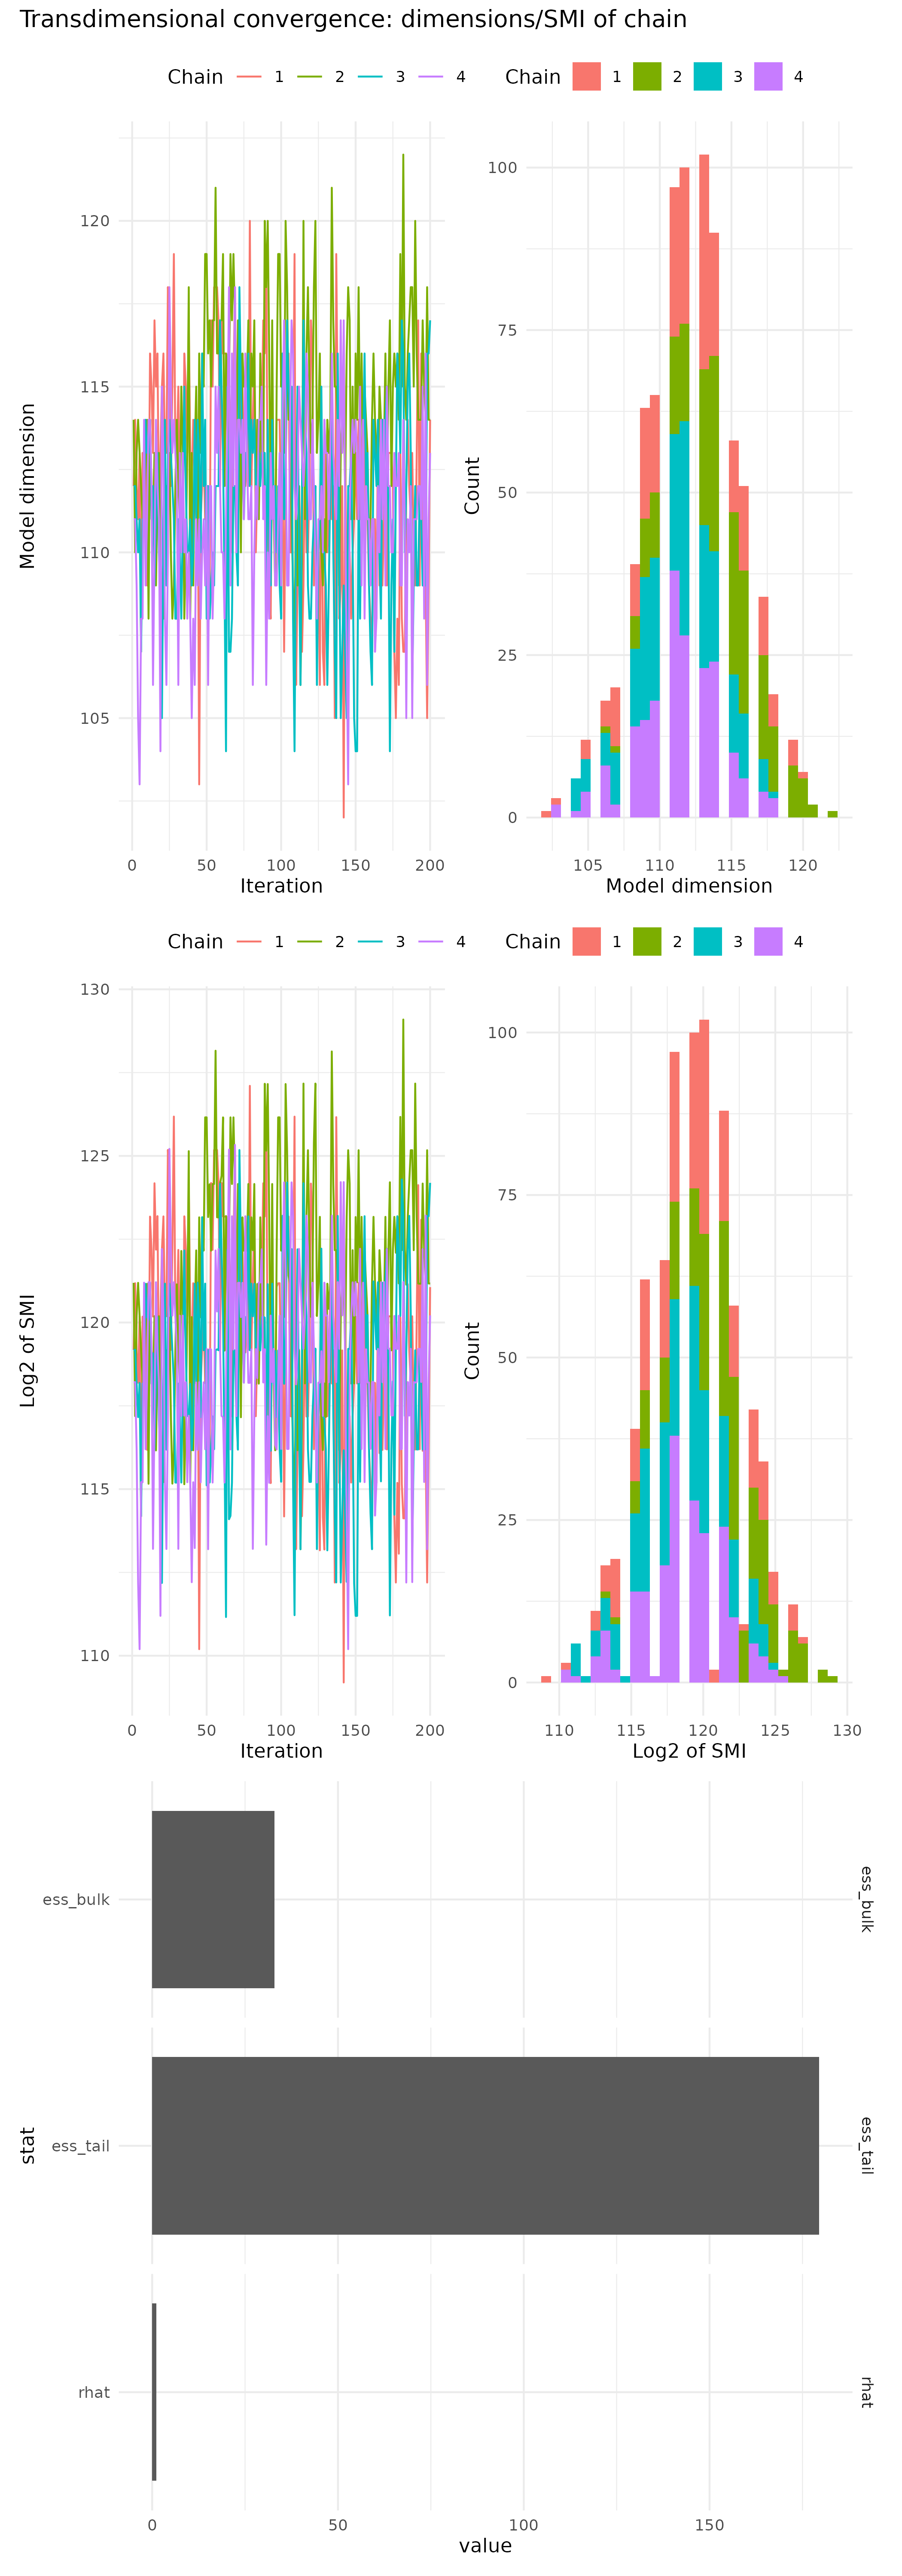 Transdimensional convergence: dimensions/SMI of chain
Chain 1 2 3 4
Chain 1 2 3 4
120
115
110
105
Model dimension
0 50 100 150 200
Iteration
100
75
50
25
0
Count
105 110 115 120
Model dimension
Chain 1 2 3 4
Chain 1 2 3 4
130
125
120
115
110
Log2 of SMI
0 50 100 150 200
Iteration
100
75
50
25
0
Count
110 115 120 125 130
Log2 of SMI
ess_bulk
ess_bulk
stat
ess_tail
ess_tail
rhat
rhat
0 50 100 150
value